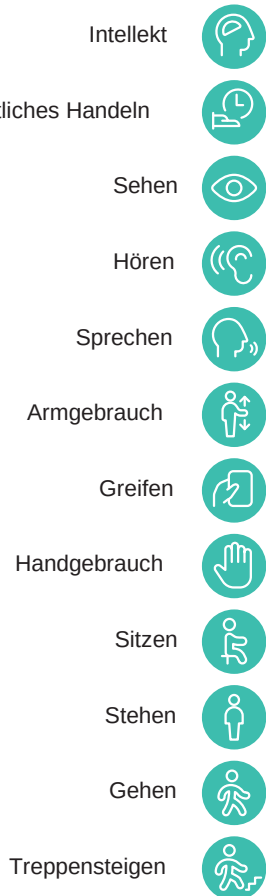 Intellekt
Handeln
Sehen
Hören
Sprechen
Armgebrauch
Greifen
Handgebrauch
Sitzen
Stehen
Gehen
Treppensteigen